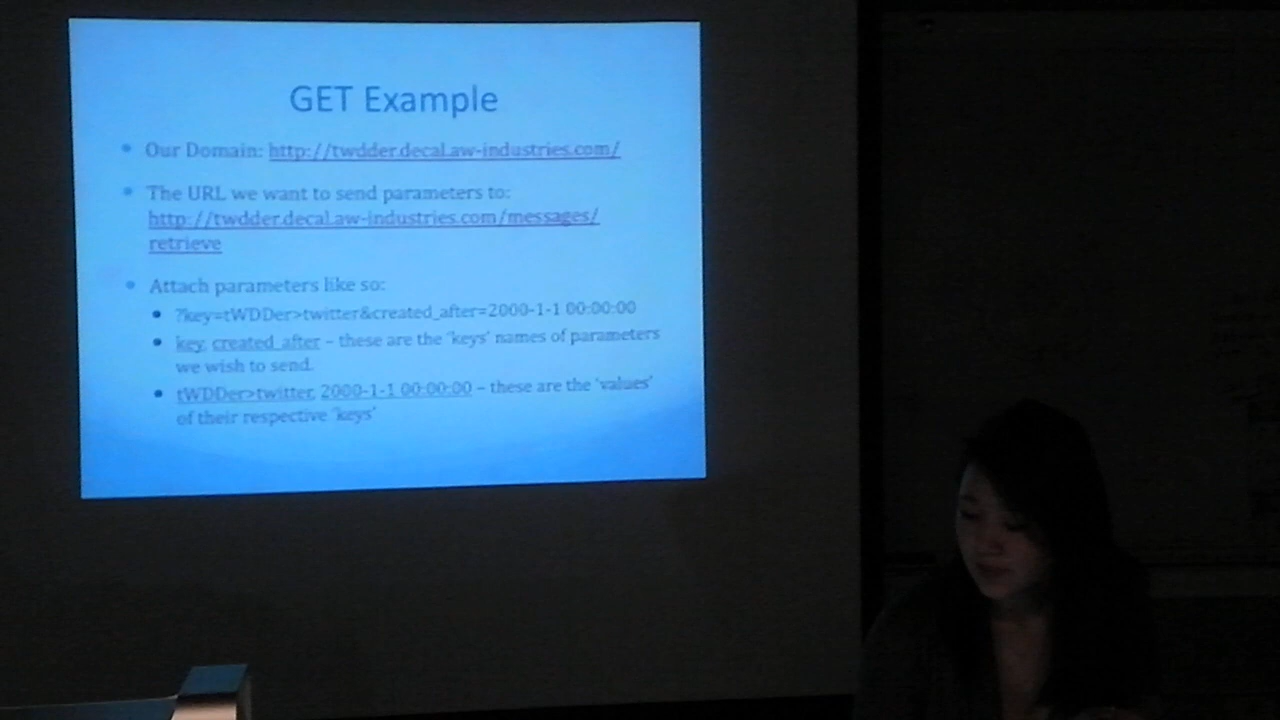 GET Example
Our Domain: http://twdder.decal.aw-industries.com/
The URL we want to send parameters to:
http://twdder.decal.aw-industries.com/messages/
retrieve
Attach parameters like so:
?key=tWDDer>twitter&created_after=2000-1-1 00:00:00
key, created_after – these are the ‘keys’ names of parameters
we wish to send.
tWDDer>twitter, 2000-1-1 00:00:00 – these are the ‘values’
of their respective ‘keys’